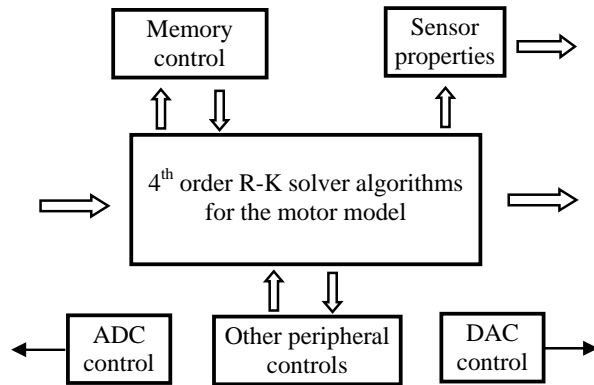 Memory
control
Sensor
properties
4th order R-K solver algorithms
for the motor model
ADC
control
Other peripheral
controls
DAC
control